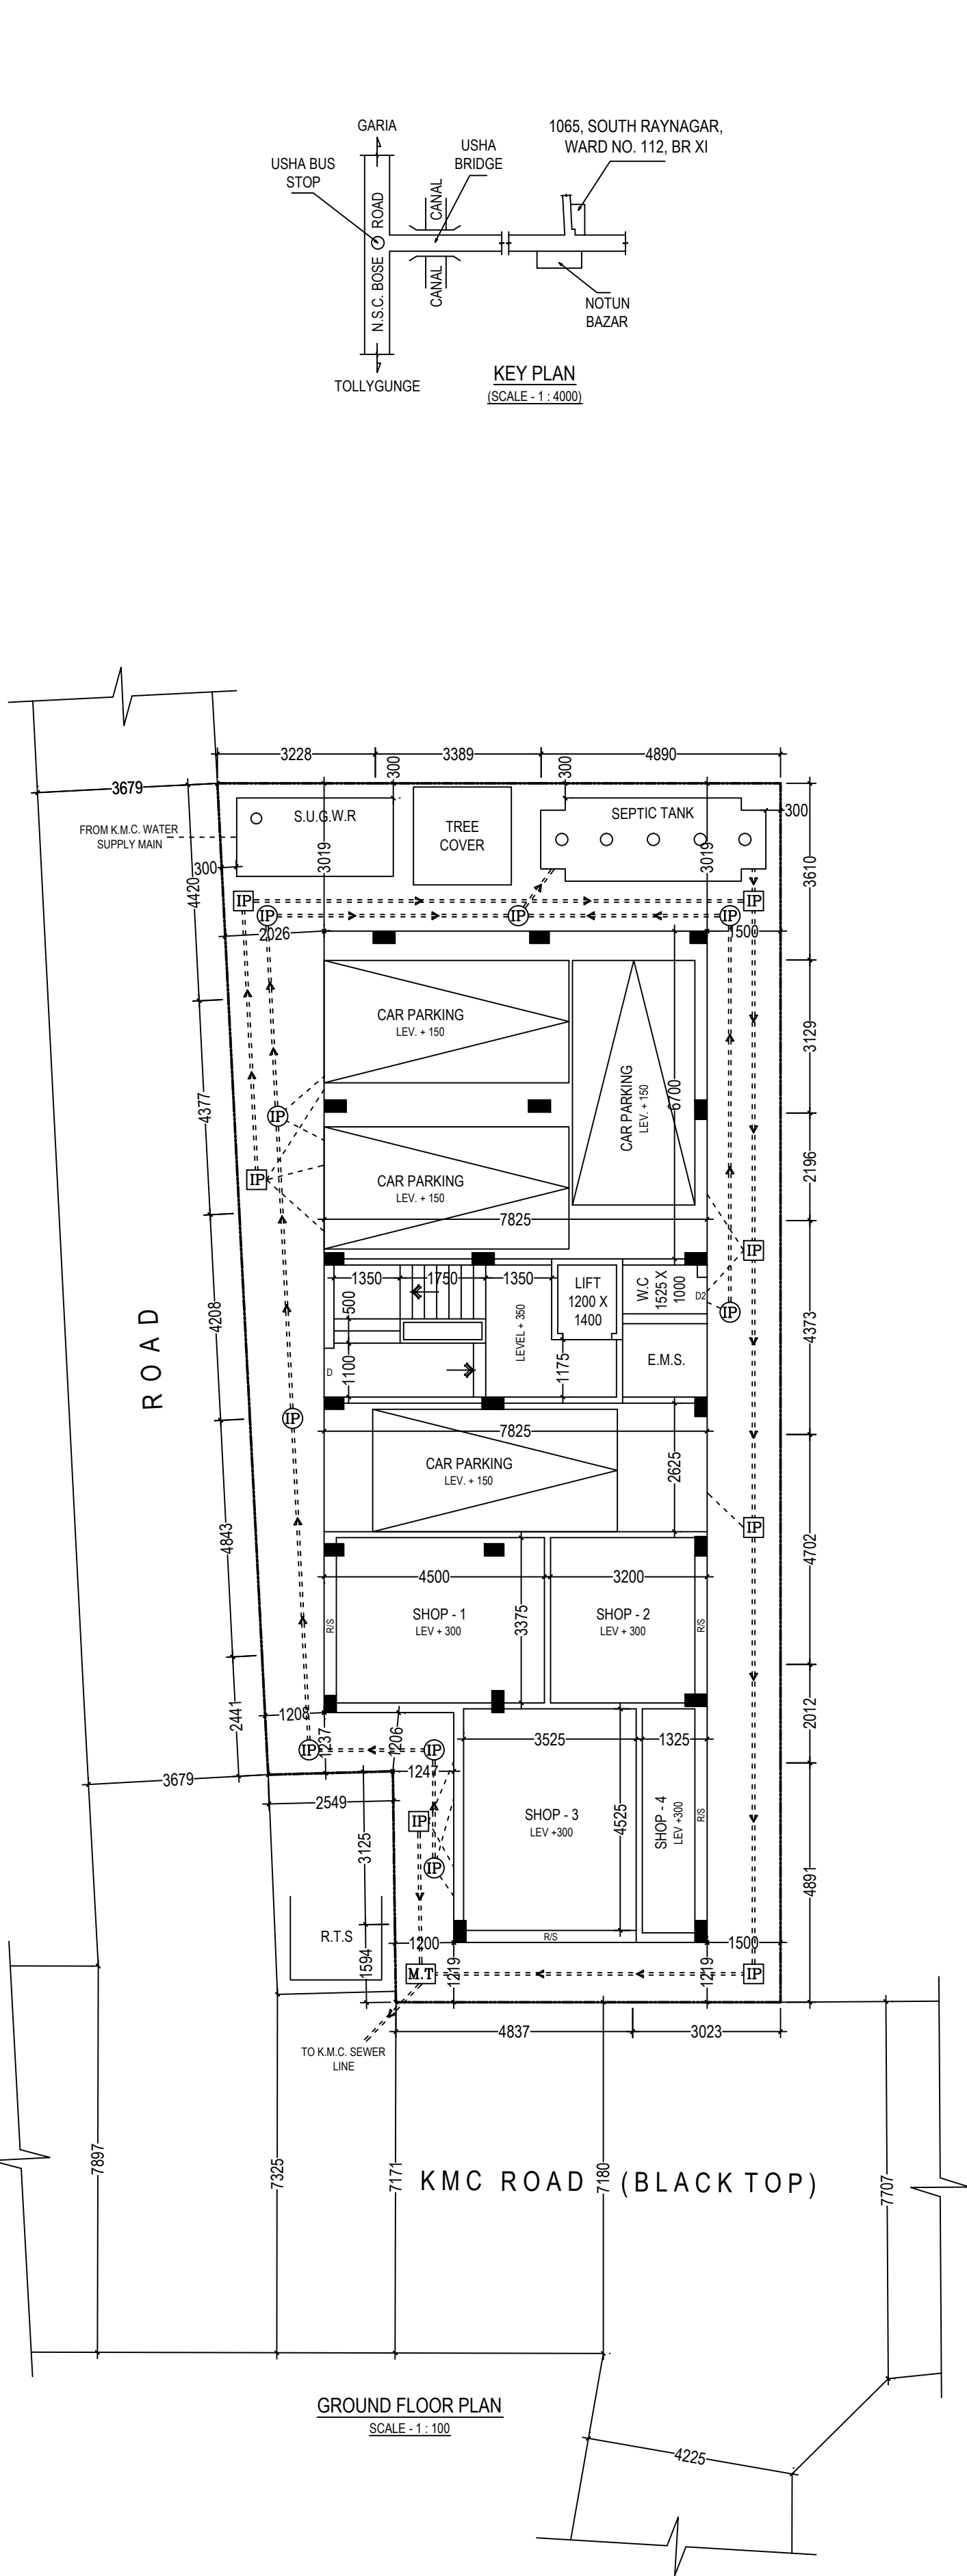 GARIA
1065, SOUTH RAYNAGAR,
WARD NO. 112, BR XI
USHA BUS
STOP
USHA
BRIDGE
CANAL
ROAD
N.S.C. BOSE
CANAL
NOTUN
BAZAR
TOLLYGUNGE
KEY PLAN
(SCALE - 1 : 4000)
3228
3389
4890
300
300
3679
S.U.G.W.R
TREE
COVER
SEPTIC TANK
300
FROM K.M.C. WATER
SUPPLY MAIN
3019
3019
300
3610
4420
IP
IP
IP
IP
IP
2026
1500
CAR PARKING
LEV. + 150
3129
CAR PARKING
LEV. + 150
6700
4377
IP
2196
IP
CAR PARKING
LEV. + 150
7825
IP
1350
1750
1350
LIFT
1200 X
1400
W.C
1525 X
1000
D2
IP
500
LEVEL + 350
4208
ROAD
4373
E.M.S.
D
1100
1175
IP
7825
CAR PARKING
LEV. + 150
2625
IP
4843
4702
4500
3200
SHOP - 1
LEV + 300
3375
SHOP - 2
LEV + 300
R/S
R/S
2441
1208
1237
1206
2012
3525
1325
IP
IP
3679
1247
2549
IP
SHOP - 3
LEV +300
4525
SHOP - 4
LEV +300
R/S
3125
IP
4891
R.T.S
1594
1200
R/S
1500
M.T
1219
1219
IP
4837
3023
TO K.M.C. SEWER
LINE
7897
7325
7171
KMC ROAD (BLACK TOP)
7180
7707
GROUND FLOOR PLAN
SCALE - 1 : 100
4225